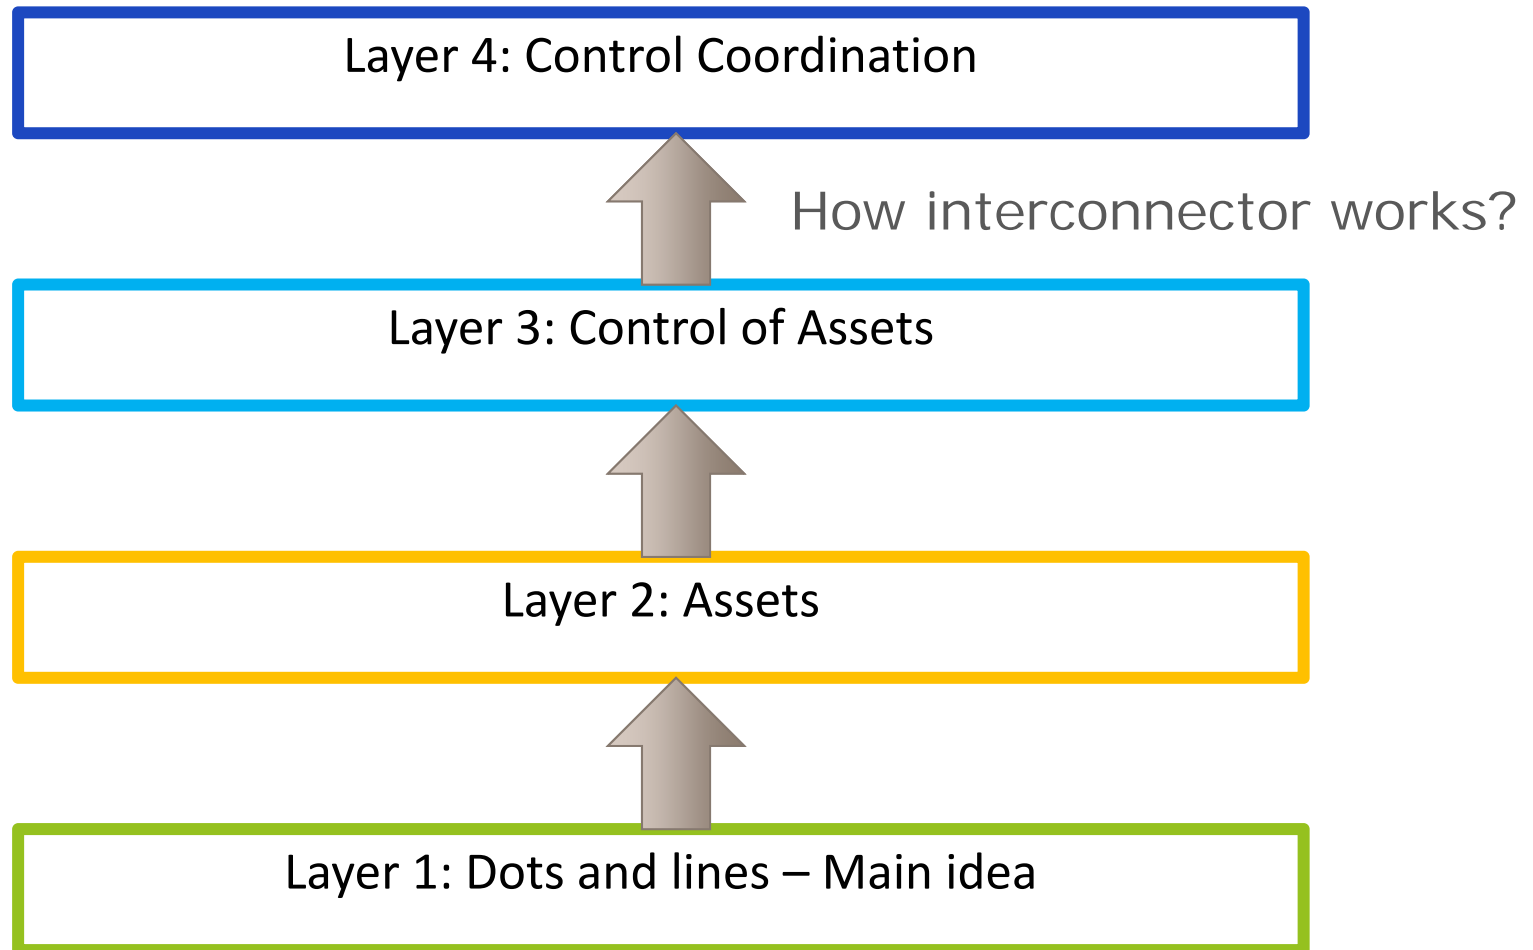 Layer 4: Control Coordination
How interconnector works?
Layer 3: Control of Assets
Layer 2: Assets
Layer 1: Dots and lines – Main idea